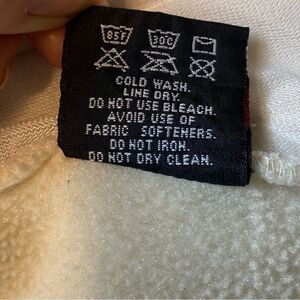 85F 30C
COLD WASH.
LINE DRY.
DO NOT USE BLEACH.
AVOID USE OF
FABRIC SOFTENERS.
DO NOT IRON.
DO NOT DRY CLEAN.